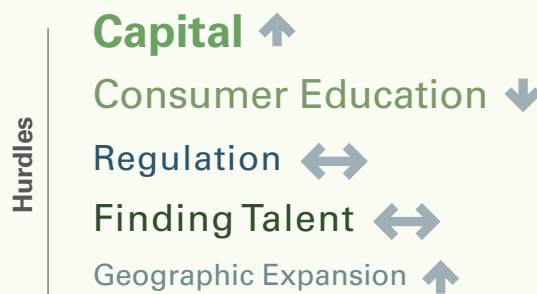 Hurdles
Capital
Consumer Education
Regulation
Finding Talent
Geographic Expansion